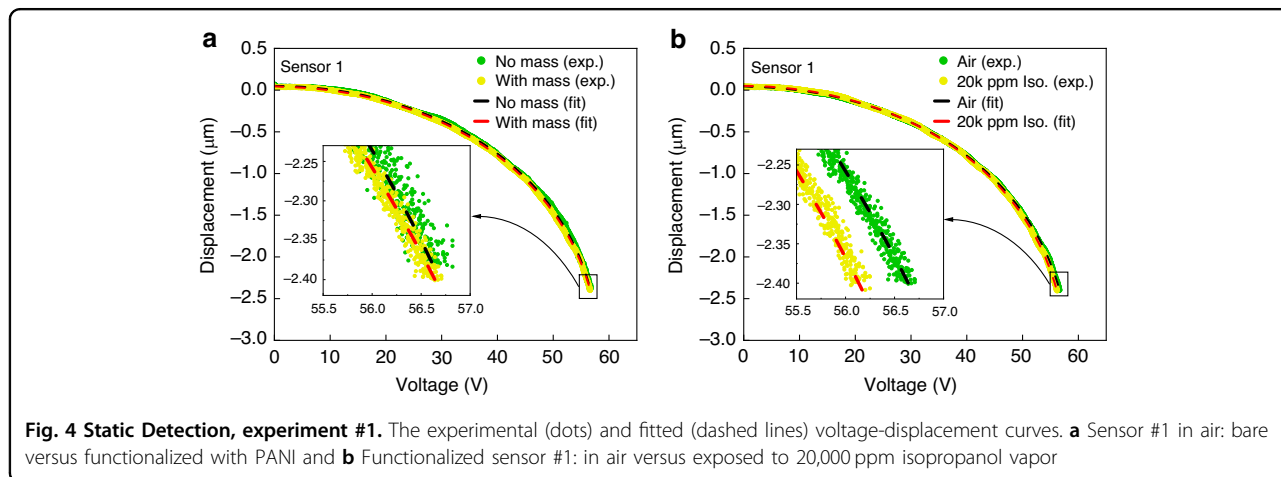 a
0.5
0.0
−0.5
−1.0
−1.5
−2.0
−2.5
−3.0
Displacement (μm)
Sensor 1
No mass (exp.)
With mass (exp.)
No mass (fit)
With mass (fit)
−2.25
−2.30
−2.35
−2.40
55.5 56.0 56.5 57.0
0 10 20 30 40 50 60
Voltage (V)
b
0.5
0.0
−0.5
−1.0
−1.5
−2.0
−2.5
−3.0
Displacement (μm)
Sensor 1
Air (exp.)
20k ppm Iso. (exp.)
Air (fit)
20k ppm Iso. (fit)
−2.25
−2.30
−2.35
−2.40
55.5 56.0 56.5 57.0
0 10 20 30 40 50 60
Voltage (V)
Fig. 4 Static Detection, experiment #1. The experimental (dots) and fitted (dashed lines) voltage-displacement curves. a Sensor #1 in air: bare
versus functionalized with PANI and b Functionalized sensor #1: in air versus exposed to 20,000 ppm isopropanol vapor